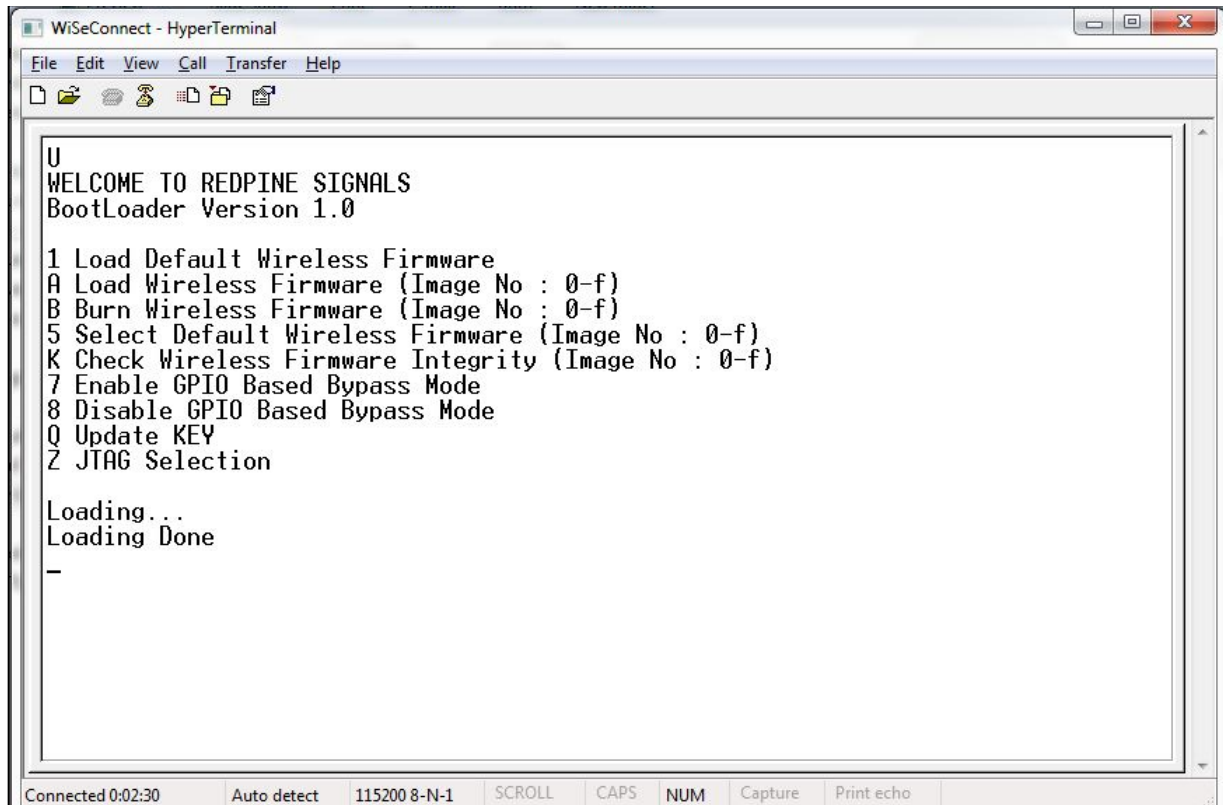 WiSeConnect - HyperTerminal
File Edit View Call Transfer Help
U
WELCOME TO REDPINE SIGNALS
BootLoader Version 1.0
1 Load Default Wireless Firmware
A Load Wireless Firmware (Image No : 0-f)
B Burn Wireless Firmware (Image No : 0-f)
5 Select Default Wireless Firmware (Image No : 0-f)
K Check Wireless Firmware Integrity (Image No : 0-f)
7 Enable GPIO Based Bypass Mode
8 Disable GPIO Based Bypass Mode
Q Update KEY
Z JTAG Selection
Loading...
Loading Done
_
Connected 0:02:30 Auto detect 115200 8-N-1 SCROLL CAPS NUM Capture Print echo